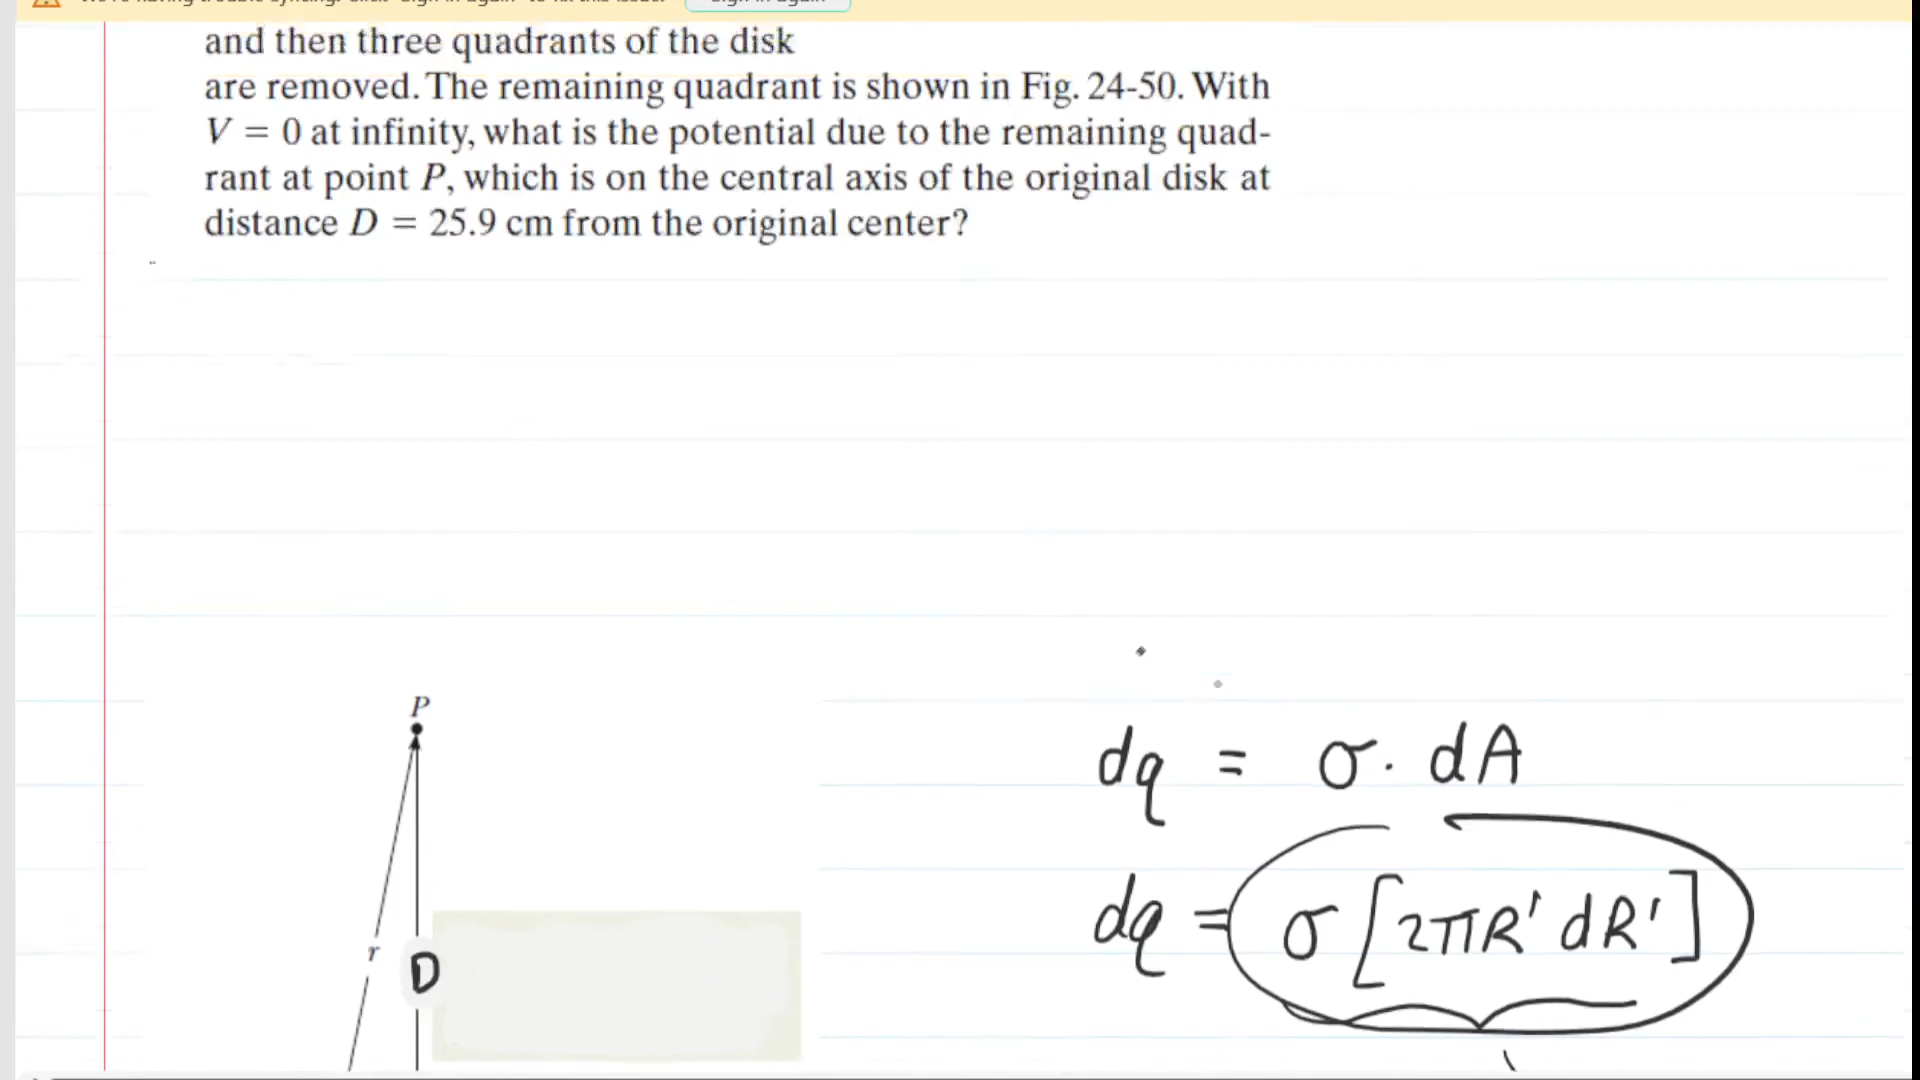 and then three quadrants of the disk
are removed. The remaining quadrant is shown in Fig. 24-50. With
V = 0 at infinity, what is the potential due to the remaining quad-
rant at point P, which is on the central axis of the original disk at
distance D = 25.9 cm from the original center?
P
dq = σ · dA
dq = σ[2πR' dR']
r
D